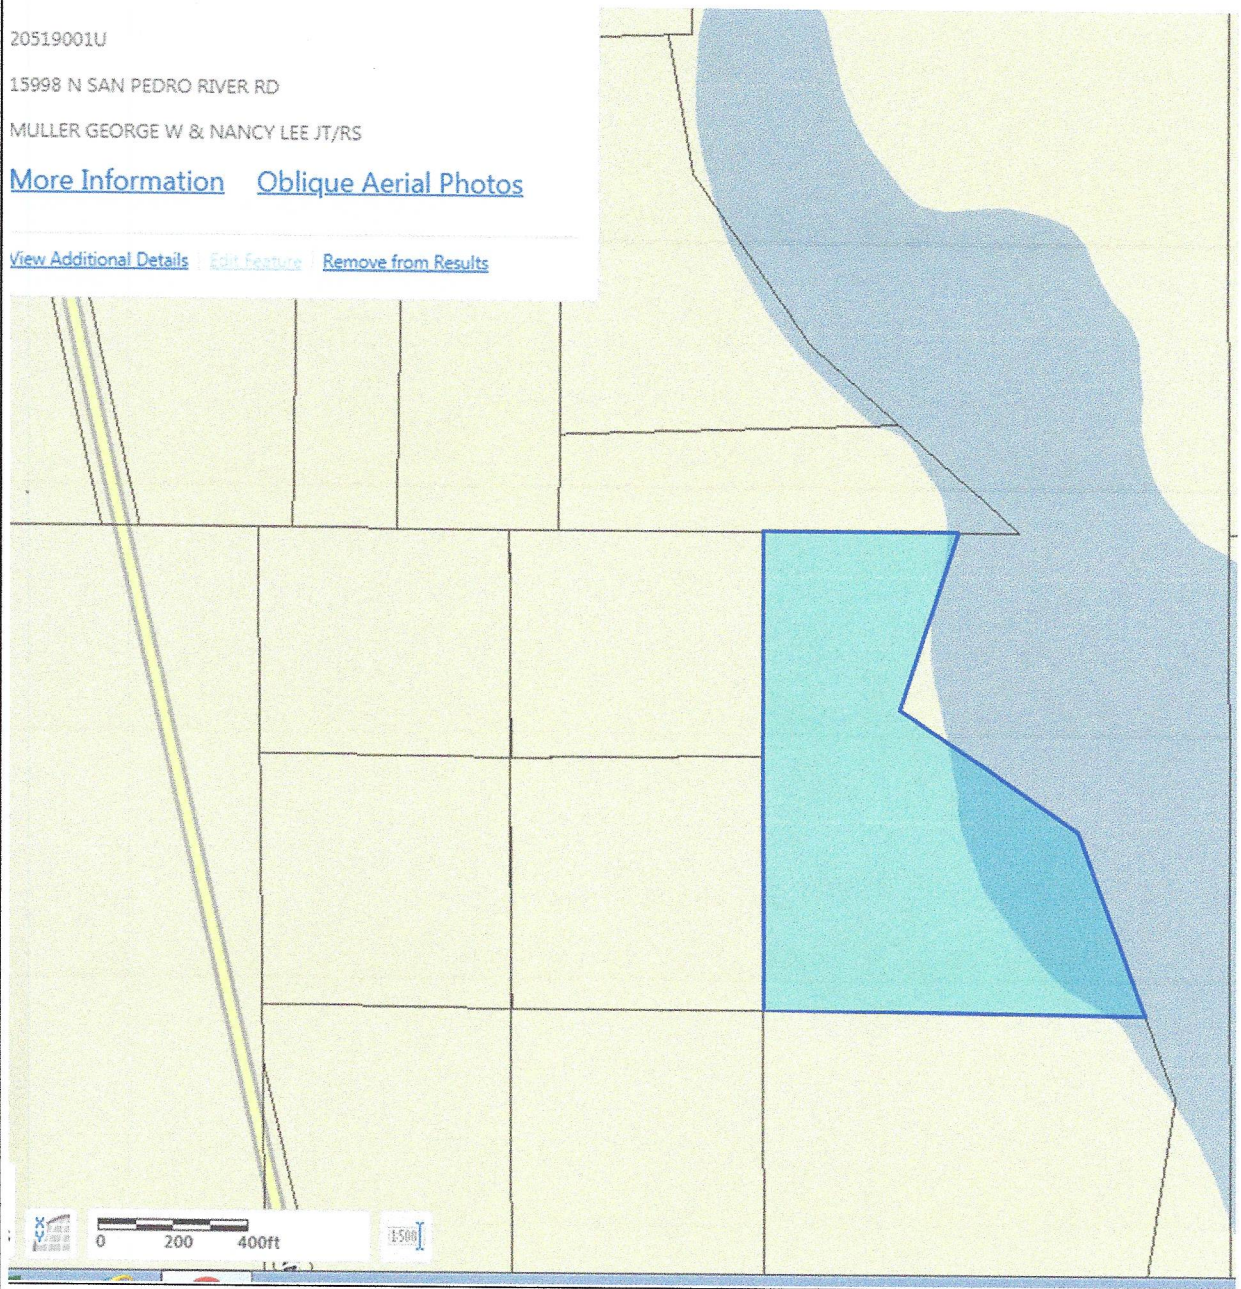 20519001U
15998 N SAN PEDRO RIVER RD
MULLER GEORGE W & NANCY LEE JT/RS
More Information Oblique Aerial Photos
View Additional Details Edit Feature Remove from Results
X
Y
0 200 400ft